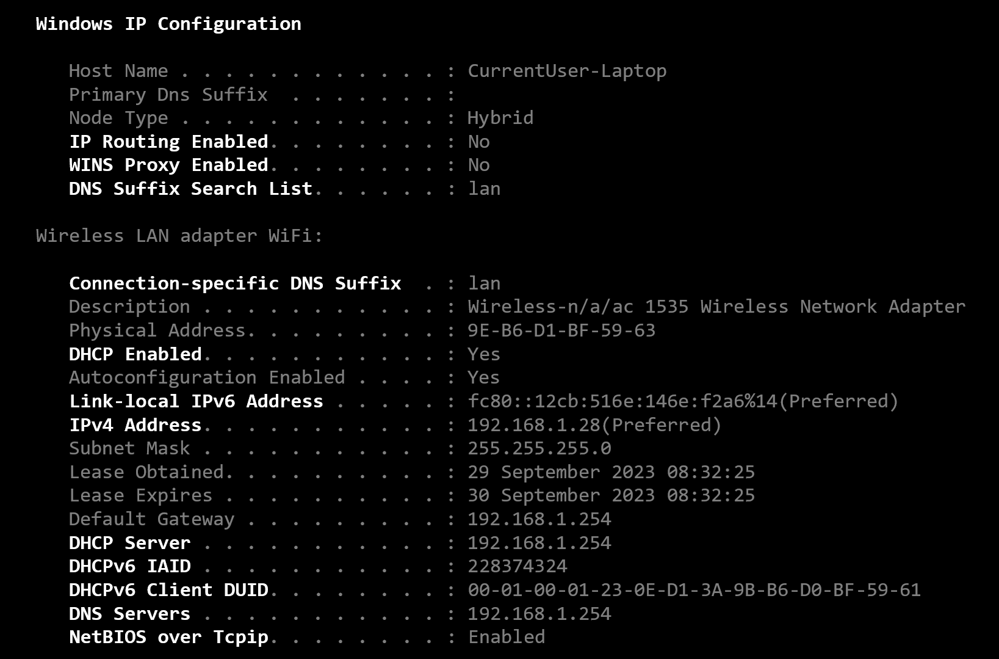 Windows IP Configuration
Host Name . . . . . . . . . . . . : CurrentUser-Laptop
Primary Dns Suffix  . . . . . . . :
Node Type . . . . . . . . . . . . : Hybrid
IP Routing Enabled. . . . . . . . : No
WINS Proxy Enabled. . . . . . . . : No
DNS Suffix Search List. . . . . . : lan
Wireless LAN adapter WiFi:
Connection-specific DNS Suffix  . : lan
Description . . . . . . . . . . . : Wireless-n/a/ac 1535 Wireless Network Adapter
Physical Address. . . . . . . . . : 9E-B6-D1-BF-59-63
DHCP Enabled. . . . . . . . . . . : Yes
Autoconfiguration Enabled . . . . : Yes
Link-local IPv6 Address . . . . . : fc80::12cb:516e:146e:f2a6%14(Preferred)
IPv4 Address. . . . . . . . . . . : 192.168.1.28(Preferred)
Subnet Mask . . . . . . . . . . . : 255.255.255.0
Lease Obtained. . . . . . . . . . : 29 September 2023 08:32:25
Lease Expires . . . . . . . . . . : 30 September 2023 08:32:25
Default Gateway . . . . . . . . . : 192.168.1.254
DHCP Server . . . . . . . . . . . : 192.168.1.254
DHCPv6 IAID . . . . . . . . . . . : 228374324
DHCPv6 Client DUID. . . . . . . . : 00-01-00-01-23-0E-D1-3A-9B-B6-D0-BF-59-61
DNS Servers . . . . . . . . . . . : 192.168.1.254
NetBIOS over Tcpip. . . . . . . . : Enabled